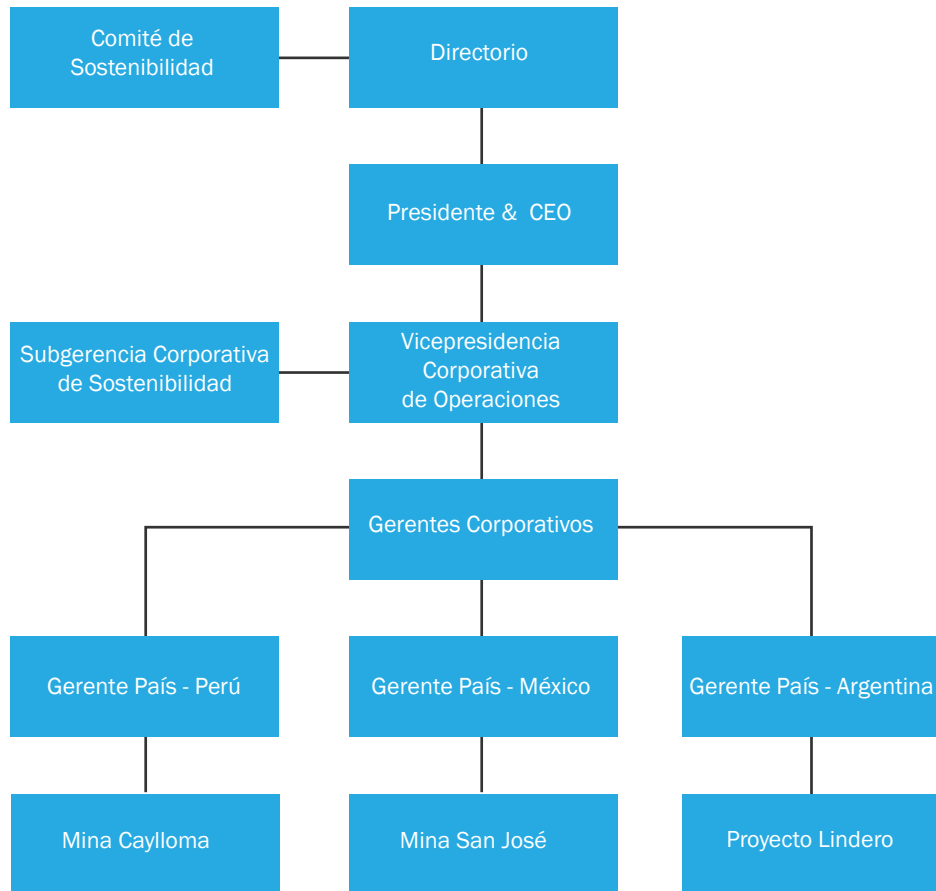 Comité de
Sostenibilidad
Directorio
Presidente & CEO
Subgerencia Corporativa
de Sostenibilidad
Vicepresidencia
Corporativa
de Operaciones
Gerentes Corporativos
Gerente País - Perú
Gerente País - México
Gerente País - Argentina
Mina Caylloma
Mina San José
Proyecto Lindero